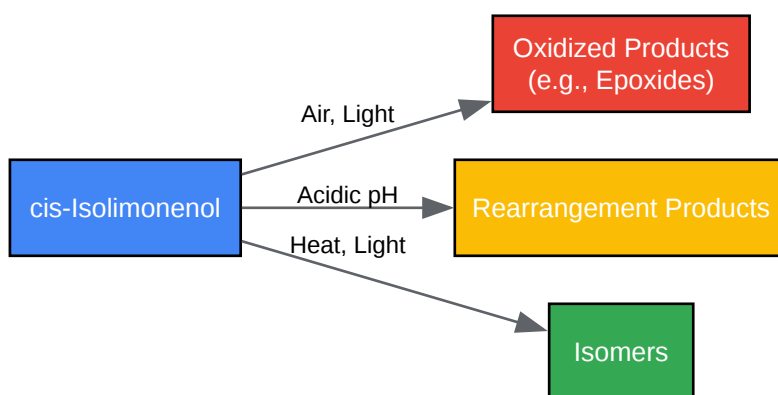 Oxidized Products
(e.g., Epoxides)
Air, Light
cis-Isolimonenol
Acidic pH
Rearrangement Products
Heat, Light
Isomers